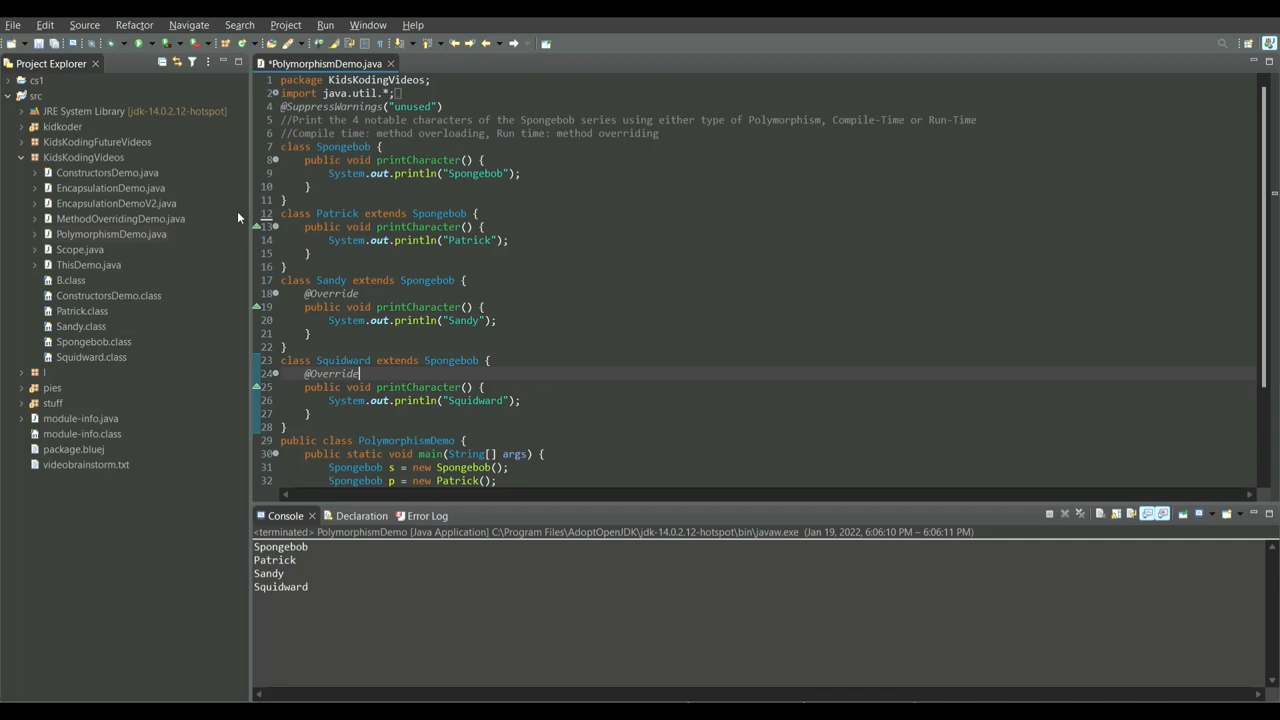 File Edit Source Refactor Navigate Search Project Run Window Help
Project Explorer
*PolymorphismDemo.java
cs1
src
JRE System Library [jdk-14.0.2.12-hotspot]
kidkoder
KidsKodingFutureVideos
KidsKodingVideos
ConstructorsDemo.java
EncapsulationDemo.java
EncapsulationDemoV2.java
MethodOverridingDemo.java
PolymorphismDemo.java
Scope.java
ThisDemo.java
B.class
ConstructorsDemo.class
Patrick.class
Sandy.class
Spongebob.class
Squidward.class
l
pies
stuff
module-info.java
module-info.class
package.bluej
videobrainstorm.txt
1 package KidsKodingVideos;
2 import java.util.*;
4 @SuppressWarnings("unused")
5 //Print the 4 notable characters of the Spongebob series using either type of Polymorphism, Compile-Time or Run-Time
6 //Compile time: method overloading, Run time: method overriding
7 class Spongebob {
8 public void printCharacter() {
9 System.out.println("Spongebob");
10 }
11 }
12 class Patrick extends Spongebob {
13 public void printCharacter() {
14 System.out.println("Patrick");
15 }
16 }
17 class Sandy extends Spongebob {
18 @Override
19 public void printCharacter() {
20 System.out.println("Sandy");
21 }
22 }
23 class Squidward extends Spongebob {
24 @Override
25 public void printCharacter() {
26 System.out.println("Squidward");
27 }
28 }
29 public class PolymorphismDemo {
30 public static void main(String[] args) {
31 Spongebob s = new Spongebob();
32 Spongebob p = new Patrick();
Console Declaration Error Log
<terminated> PolymorphismDemo [Java Application] C:\Program Files\AdoptOpenJDK\jdk-14.0.2.12-hotspot\bin\javaw.exe (Jan 19, 2022, 6:06:10 PM – 6:06:11 PM)
Spongebob
Patrick
Sandy
Squidward